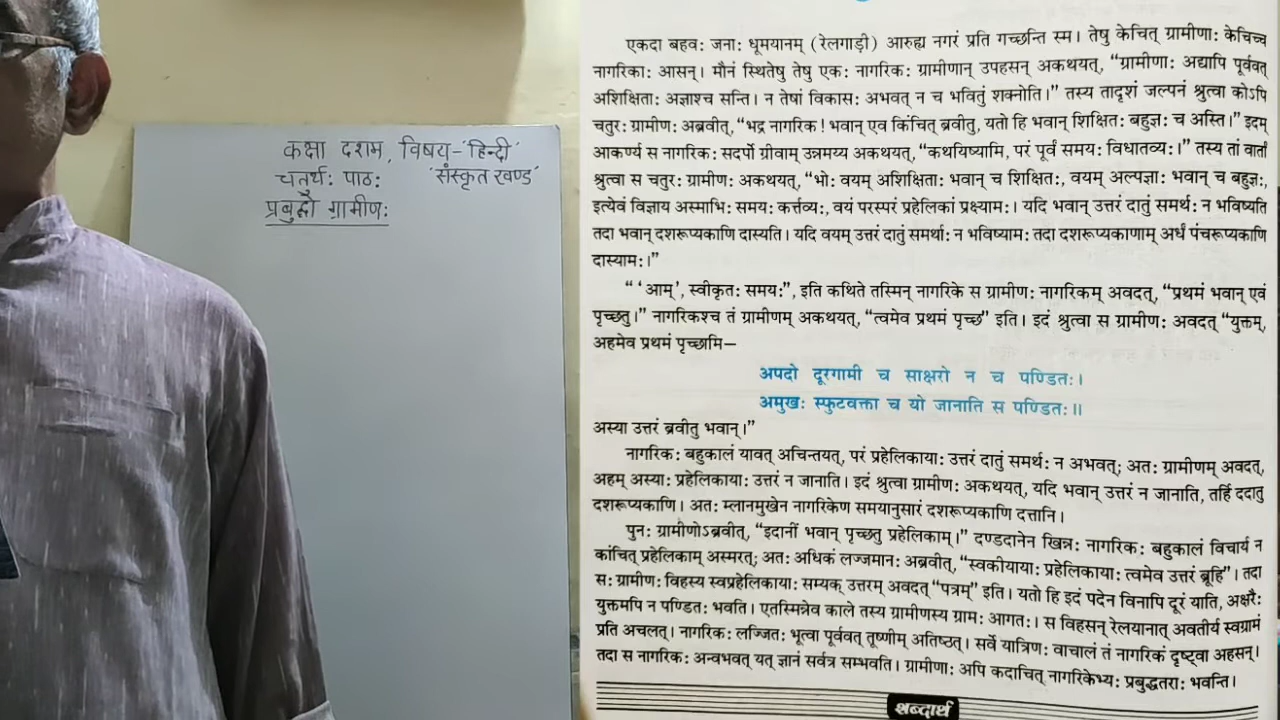 कक्षा दशम, विषय-'हिन्दी'
चतुर्थः पाठः 'संस्कृत खण्ड'
प्रबुद्धो ग्रामीणः
एकदा बहवः जनाः धूमयानम् (रेलगाड़ी) आरुह्य नगरं प्रति गच्छन्ति स्म। तेषु केचित् ग्रामीणाः केचिच्च
नागरिकाः आसन्। मौनं स्थितेषु तेषु एकः नागरिकः ग्रामीणान् उपहसन् अकथयत्, “ग्रामीणाः अद्यापि पूर्ववत्
अशिक्षिताः अज्ञाश्च सन्ति। न तेषां विकासः अभवत् न च भवितुं शक्नोति।” तस्य तादृशं जल्पनं श्रुत्वा कोऽपि
चतुरः ग्रामीणः अब्रवीत्, “भद्र नागरिक! भवान् एव किंचित् ब्रवीतु, यतो हि भवान् शिक्षितः बहुज्ञः च अस्ति।” इदम्
आकर्ण्य स नागरिकः सदर्पो ग्रीवाम् उन्नमय्य अकथयत्, “कथयिष्यामि, परं पूर्वं समयः विधातव्यः।” तस्य तां वार्तां
श्रुत्वा स चतुरः ग्रामीणः अकथयत्, “भोः वयम् अशिक्षिताः भवान् च शिक्षितः, वयम् अल्पज्ञाः भवान् च बहुज्ञः,
इत्येवं विज्ञाय अस्माभिः समयः कर्त्तव्यः, वयं परस्परं प्रहेलिकां प्रक्ष्यामः। यदि भवान् उत्तरं दातुं समर्थः न भविष्यति
तदा भवान् दशरूप्यकाणि दास्यति। यदि वयम् उत्तरं दातुं समर्थाः न भविष्यामः तदा दशरूप्यकाणाम् अर्धं पंचरूप्यकाणि
दास्यामः।”
“ ‘आम्’, स्वीकृतः समयः”, इति कथिते तस्मिन् नागरिके स ग्रामीणः नागरिकम् अवदत्, “प्रथमं भवान् एवं
पृच्छतु।” नागरिकश्च तं ग्रामीणम् अकथयत्, “त्वमेव प्रथमं पृच्छ” इति। इदं श्रुत्वा स ग्रामीणः अवदत् “युक्तम्,
अहमेव प्रथमं पृच्छामि–
अपदो दूरगामी च साक्षरो न च पण्डितः।
अमुखः स्फुटवक्ता च यो जानाति स पण्डितः॥
अस्या उत्तरं ब्रवीतु भवान्।”
नागरिकः बहुकालं यावत् अचिन्तयत्, परं प्रहेलिकायाः उत्तरं दातुं समर्थः न अभवत्; अतः ग्रामीणम् अवदत्,
अहम् अस्याः प्रहेलिकायाः उत्तरं न जानाति। इदं श्रुत्वा ग्रामीणः अकथयत्, यदि भवान् उत्तरं न जानाति, तर्हि ददातु
दशरूप्यकाणि। अतः म्लानमुखेन नागरिकेण समयानुसारं दशरूप्यकाणि दत्तानि।
पुनः ग्रामीणोऽब्रवीत्, “इदानीं भवान् पृच्छतु प्रहेलिकाम्।” दण्डदानेन खिन्नः नागरिकः बहुकालं विचार्य न
कांचित् प्रहेलिकाम् अस्मरत्; अतः अधिकं लज्जमानः अब्रवीत्, “स्वकीयायाः प्रहेलिकायाः त्वमेव उत्तरं ब्रूहि”। तदा
सः ग्रामीणः विहस्य स्वप्रहेलिकायाः सम्यक् उत्तरम् अवदत् “पत्रम्” इति। यतो हि इदं पदेन विनापि दूरं याति, अक्षरैः
युक्तमपि न पण्डितः भवति। एतस्मिन्नेव काले तस्य ग्रामीणस्य ग्रामः आगतः। स विहसन् रेलयानात् अवतीर्य स्वग्रामं
प्रति अचलत्। नागरिकः लज्जितः भूत्वा पूर्ववत् तूष्णीम् अतिष्ठत्। सर्वे यात्रिणः वाचालं तं नागरिकं दृष्ट्वा अहसन्।
तदा स नागरिकः अन्वभवत् यत् ज्ञानं सर्वत्र सम्भवति। ग्रामीणाः अपि कदाचित् नागरिकेभ्यः प्रबुद्धतराः भवन्ति।
शब्दार्थ